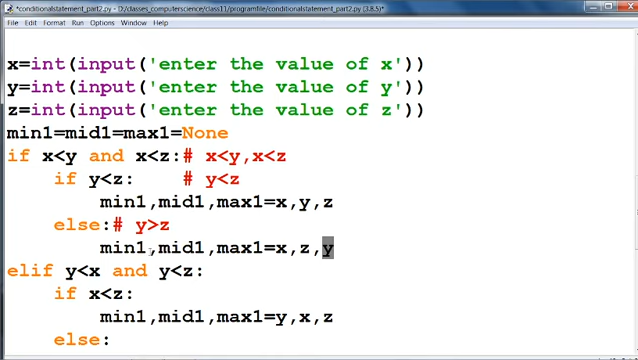 *conditionalstatement_part2.py - D:/classes_computerscience/class11/programfile/conditionalstatement_part2.py (3.8.5)*
File Edit Format Run Options Window Help
x=int(input('enter the value of x'))
y=int(input('enter the value of y'))
z=int(input('enter the value of z'))
min1=mid1=max1=None
if x<y and x<z:# x<y,x<z
    if y<z:    # y<z
        min1,mid1,max1=x,y,z
    else:# y>z
        min1,mid1,max1=x,z,y
elif y<x and y<z:
    if x<z:
        min1,mid1,max1=y,x,z
    else: